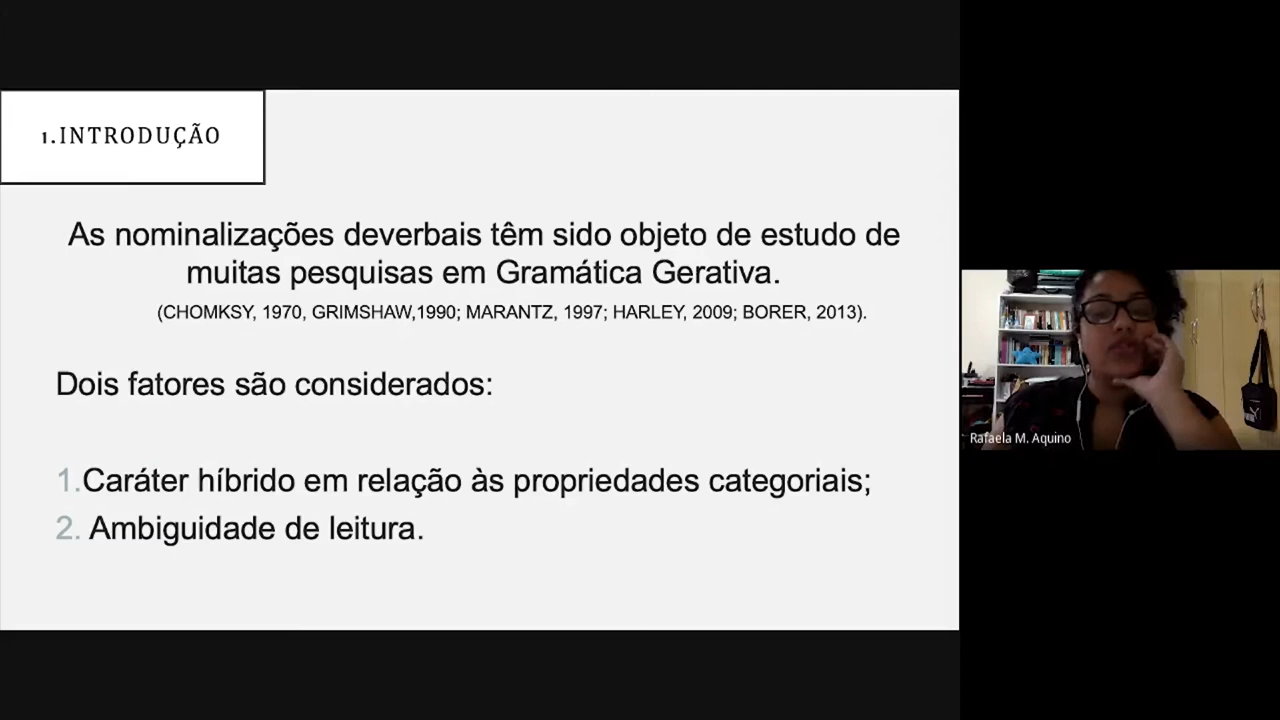 1.INTRODUÇÃO
As nominalizações deverbais têm sido objeto de estudo de
muitas pesquisas em Gramática Gerativa.
(CHOMKSY, 1970, GRIMSHAW,1990; MARANTZ, 1997; HARLEY, 2009; BORER, 2013).
Dois fatores são considerados:
1.Caráter híbrido em relação às propriedades categoriais;
2. Ambiguidade de leitura.
Rafaela M. Aquino
PUMA